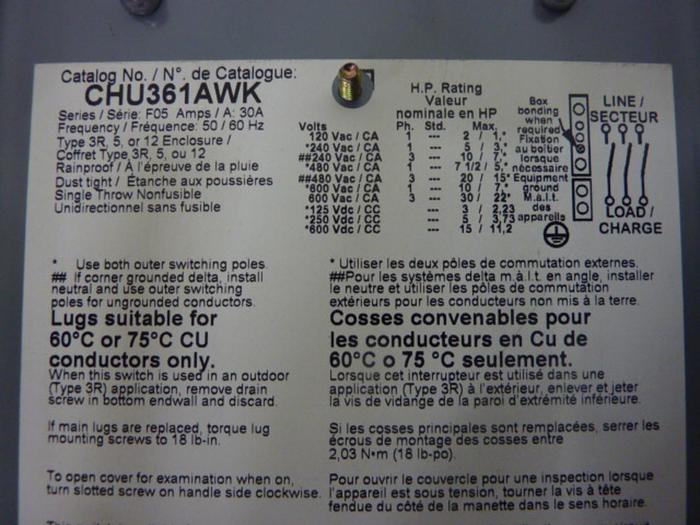 Catalog No. / N°. de Catalogue:
CHU361AWK
Series / Série: F05 Amps / A: 30A
Frequency / Fréquence: 50 / 60 Hz
Type 3R, 5, or 12 Enclosure /
Coffret Type 3R, 5, ou 12
Rainproof / À l'épreuve de la pluie
Dust tight / Étanche aux poussières
Single Throw Nonfusible
Unidirectionnel sans fusible
H.P. Rating
Valeur
nominale en HP
Volts Ph. Std. Max.
120 Vac / CA 1 --- 2 / 1,*
*240 Vac / CA 1 --- 5 / 3,*
##240 Vac / CA 3 --- 10 / 7,*
*480 Vac / CA 1 --- 7 1/2 / 5,*
##480 Vac / CA 3 --- 20 / 15*
*600 Vac / CA 1 --- 10 / 7,*
600 Vac / CA 3 --- 30 / 22*
*125 Vdc / CC --- 3 / 2,23
*250 Vdc / CC --- 5 / 3,73
*600 Vdc / CC --- 15 / 11,2
Box
bonding
when
required
Fixation
au boîtier
lorsque
nécessaire
Equipment
ground
M.a.l.t.
des
appareils
LINE /
SECTEUR
LOAD /
CHARGE
* Use both outer switching poles.
## If corner grounded delta, install
neutral and use outer switching
poles for ungrounded conductors.
Lugs suitable for
60°C or 75°C CU
conductors only.
When this switch is used in an outdoor
(Type 3R) application, remove drain
screw in bottom endwall and discard.
If main lugs are replaced, torque lug
mounting screws to 18 lb-in.
To open cover for examination when on,
turn slotted screw on handle side clockwise.
* Utiliser les deux pôles de commutation externes.
##Pour les systèmes delta m.à.l.t. en angle, installer
le neutre et utiliser les pôles de commutation
extérieurs pour les conducteurs non mis à la terre.
Cosses convenables pour
les conducteurs en Cu de
60°C o 75 °C seulement.
Lorsque cet interrupteur est utilisé dans une
application (Type 3R) à l'extérieur, enlever et jeter
la vis de vidange de la paroi d'extrémité inférieure.
Si les cosses principales sont remplacées, serrer les
écrous de montage des cosses entre
2,03 N•m (18 lb-po).
Pour ouvrir le couvercle pour une inspection lorsque
l'appareil est sous tension, tourner la vis à tête
fendue du côté de la manette dans le sens horaire.